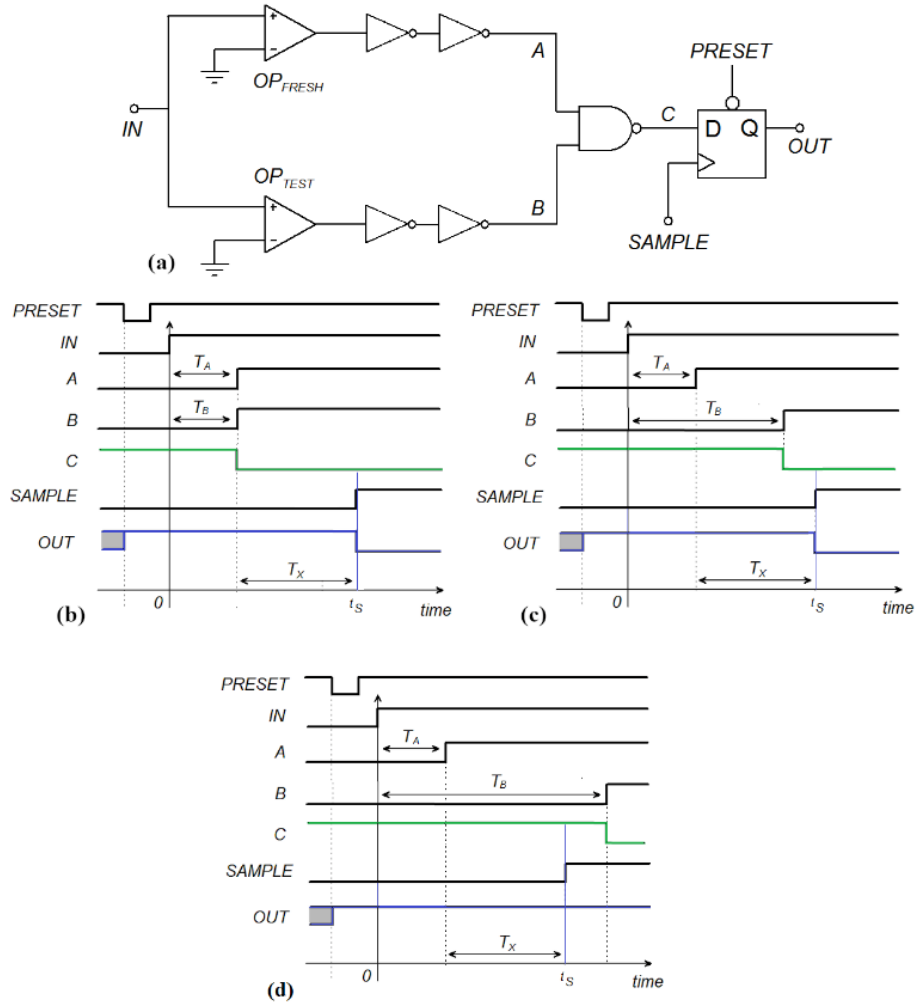 +
−
OP_FRESH
A
PRESET
IN
C
D Q
OUT
OP_TEST
+
−
B
SAMPLE
(a)
PRESET
IN
T_A
A
T_B
B
C
SAMPLE
OUT
T_X
0
t_S
time
(b)
PRESET
IN
T_A
A
T_B
B
C
SAMPLE
OUT
T_X
0
t_S
time
(c)
PRESET
IN
T_A
A
T_B
B
C
SAMPLE
OUT
T_X
0
t_S
time
(d)